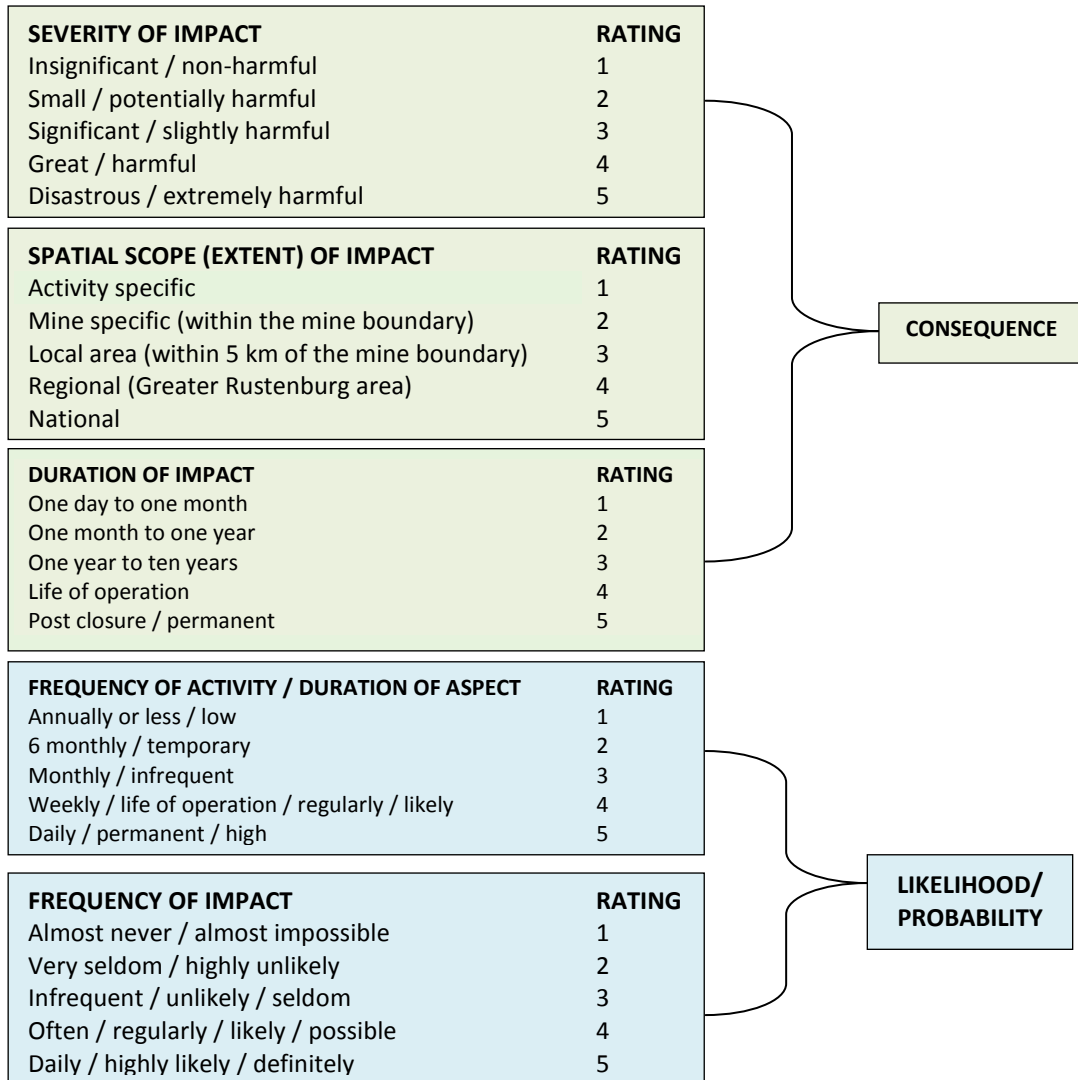 SEVERITY OF IMPACT RATING
Insignificant / non-harmful 1
Small / potentially harmful 2
Significant / slightly harmful 3
Great / harmful 4
Disastrous / extremely harmful 5
SPATIAL SCOPE (EXTENT) OF IMPACT RATING
Activity specific 1
Mine specific (within the mine boundary) 2
Local area (within 5 km of the mine boundary) 3
Regional (Greater Rustenburg area) 4
National 5
CONSEQUENCE
DURATION OF IMPACT RATING
One day to one month 1
One month to one year 2
One year to ten years 3
Life of operation 4
Post closure / permanent 5
FREQUENCY OF ACTIVITY / DURATION OF ASPECT RATING
Annually or less / low 1
6 monthly / temporary 2
Monthly / infrequent 3
Weekly / life of operation / regularly / likely 4
Daily / permanent / high 5
FREQUENCY OF IMPACT RATING
Almost never / almost impossible 1
Very seldom / highly unlikely 2
Infrequent / unlikely / seldom 3
Often / regularly / likely / possible 4
Daily / highly likely / definitely 5
LIKELIHOOD/
PROBABILITY